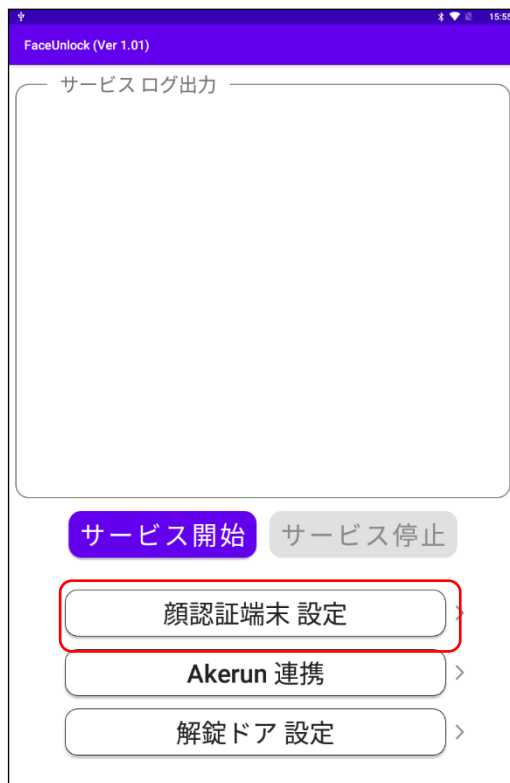 15:55
FaceUnlock (Ver 1.01)
サービス ログ出力
サービス開始
サービス停止
顔認証端末 設定
Akerun 連携
解錠ドア 設定